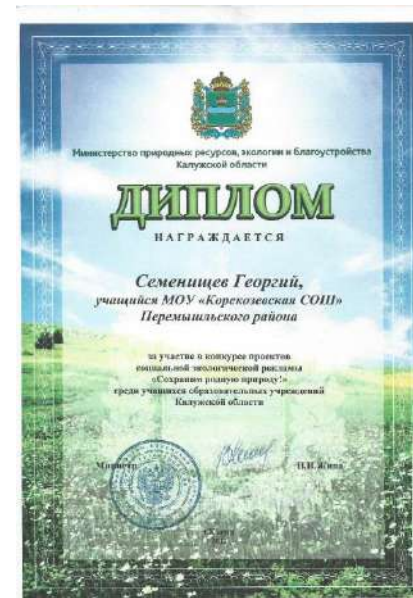 Министерство природных ресурсов, экологии и благоустройства
Калужской области
ДИПЛОМ
НАГРАЖДАЕТСЯ
Семенищев Георгий,
учащийся МОУ «Корекозевская СОШ»
Перемышльского района
за участие в конкурсе проектов
социальной экологической рекламы
«Сохраним родную природу!»
среди учащихся образовательных учреждений
Калужской области
Министр